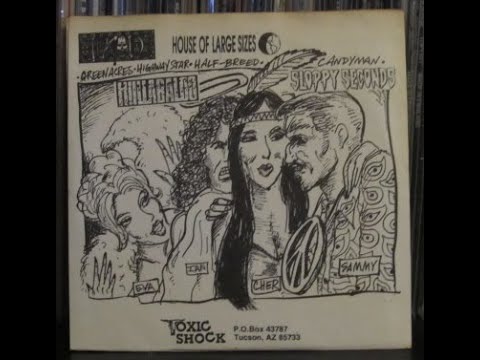 HOUSE OF LARGE SIZES
GREEN ACRES • HIGHWAY STAR • HALF-BREED • CANDYMAN •
SLOPPY SECONDS
EVA
IAN
CHER
SAMMY
TOXIC SHOCK
P.O.Box 43787
Tucson, AZ 85733